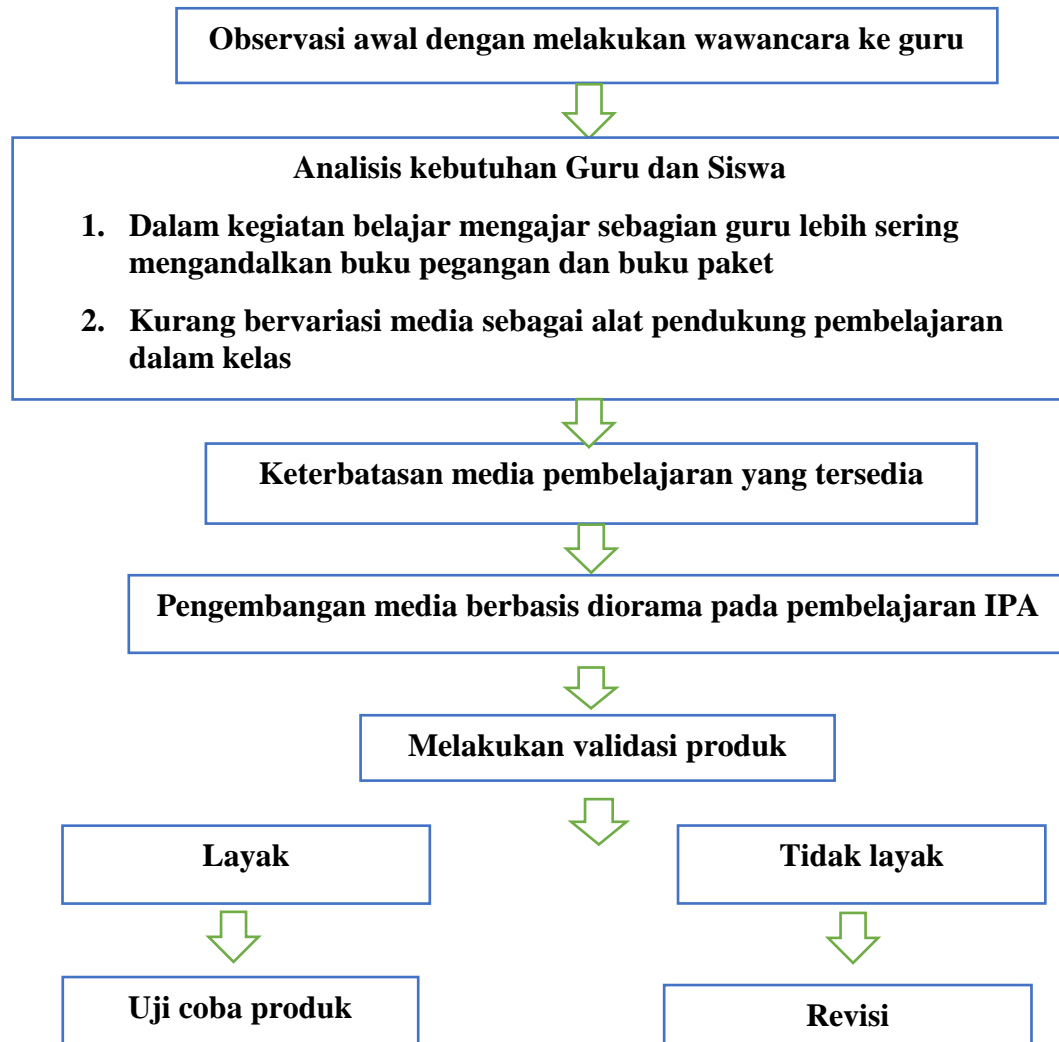 Observasi awal dengan melakukan wawancara ke guru
Analisis kebutuhan Guru dan Siswa
1. Dalam kegiatan belajar mengajar sebagian guru lebih sering
mengandalkan buku pegangan dan buku paket
2. Kurang bervariasi media sebagai alat pendukung pembelajaran
dalam kelas
Keterbatasan media pembelajaran yang tersedia
Pengembangan media berbasis diorama pada pembelajaran IPA
Melakukan validasi produk
Layak
Tidak layak
Uji coba produk
Revisi